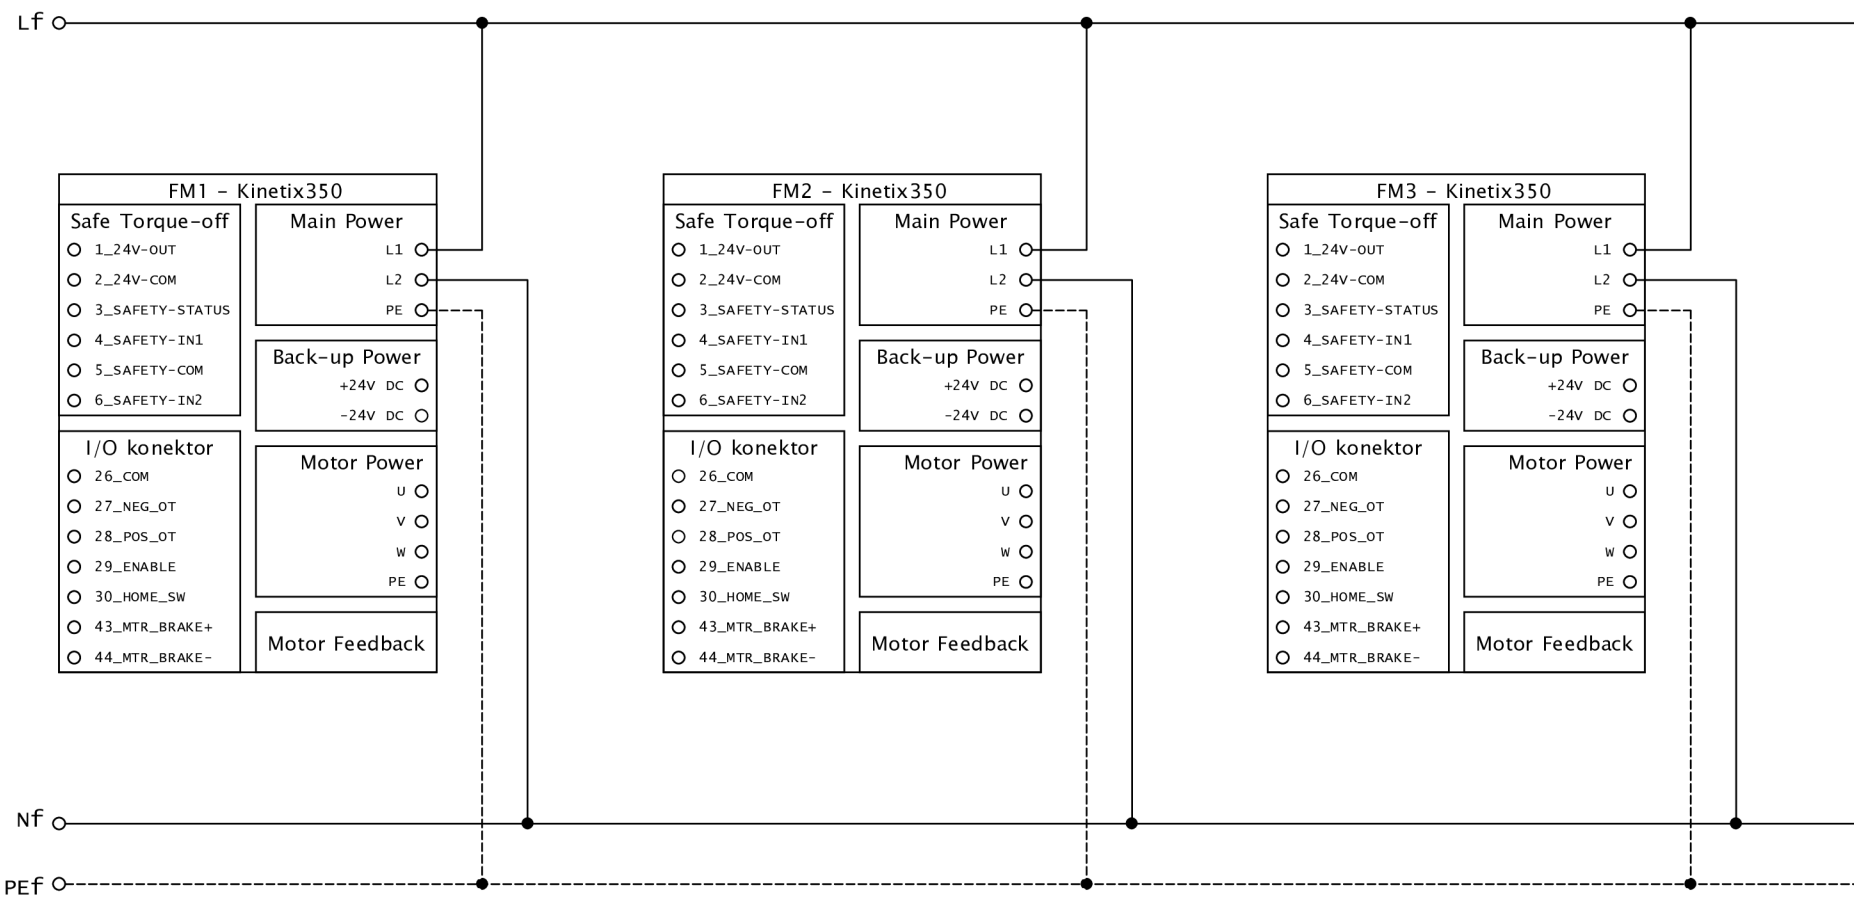 Lf
FM1 – Kinetix350
Safe Torque-off
1_24V-OUT
2_24V-COM
3_SAFETY-STATUS
4_SAFETY-IN1
5_SAFETY-COM
6_SAFETY-IN2
I/O konektor
26_COM
27_NEG_OT
28_POS_OT
29_ENABLE
30_HOME_SW
43_MTR_BRAKE+
44_MTR_BRAKE-
Main Power
L1
L2
PE
Back-up Power
+24V DC
-24V DC
Motor Power
U
V
W
PE
Motor Feedback
FM2 – Kinetix350
Safe Torque-off
1_24V-OUT
2_24V-COM
3_SAFETY-STATUS
4_SAFETY-IN1
5_SAFETY-COM
6_SAFETY-IN2
I/O konektor
26_COM
27_NEG_OT
28_POS_OT
29_ENABLE
30_HOME_SW
43_MTR_BRAKE+
44_MTR_BRAKE-
Main Power
L1
L2
PE
Back-up Power
+24V DC
-24V DC
Motor Power
U
V
W
PE
Motor Feedback
FM3 – Kinetix350
Safe Torque-off
1_24V-OUT
2_24V-COM
3_SAFETY-STATUS
4_SAFETY-IN1
5_SAFETY-COM
6_SAFETY-IN2
I/O konektor
26_COM
27_NEG_OT
28_POS_OT
29_ENABLE
30_HOME_SW
43_MTR_BRAKE+
44_MTR_BRAKE-
Main Power
L1
L2
PE
Back-up Power
+24V DC
-24V DC
Motor Power
U
V
W
PE
Motor Feedback
Nf
PEf